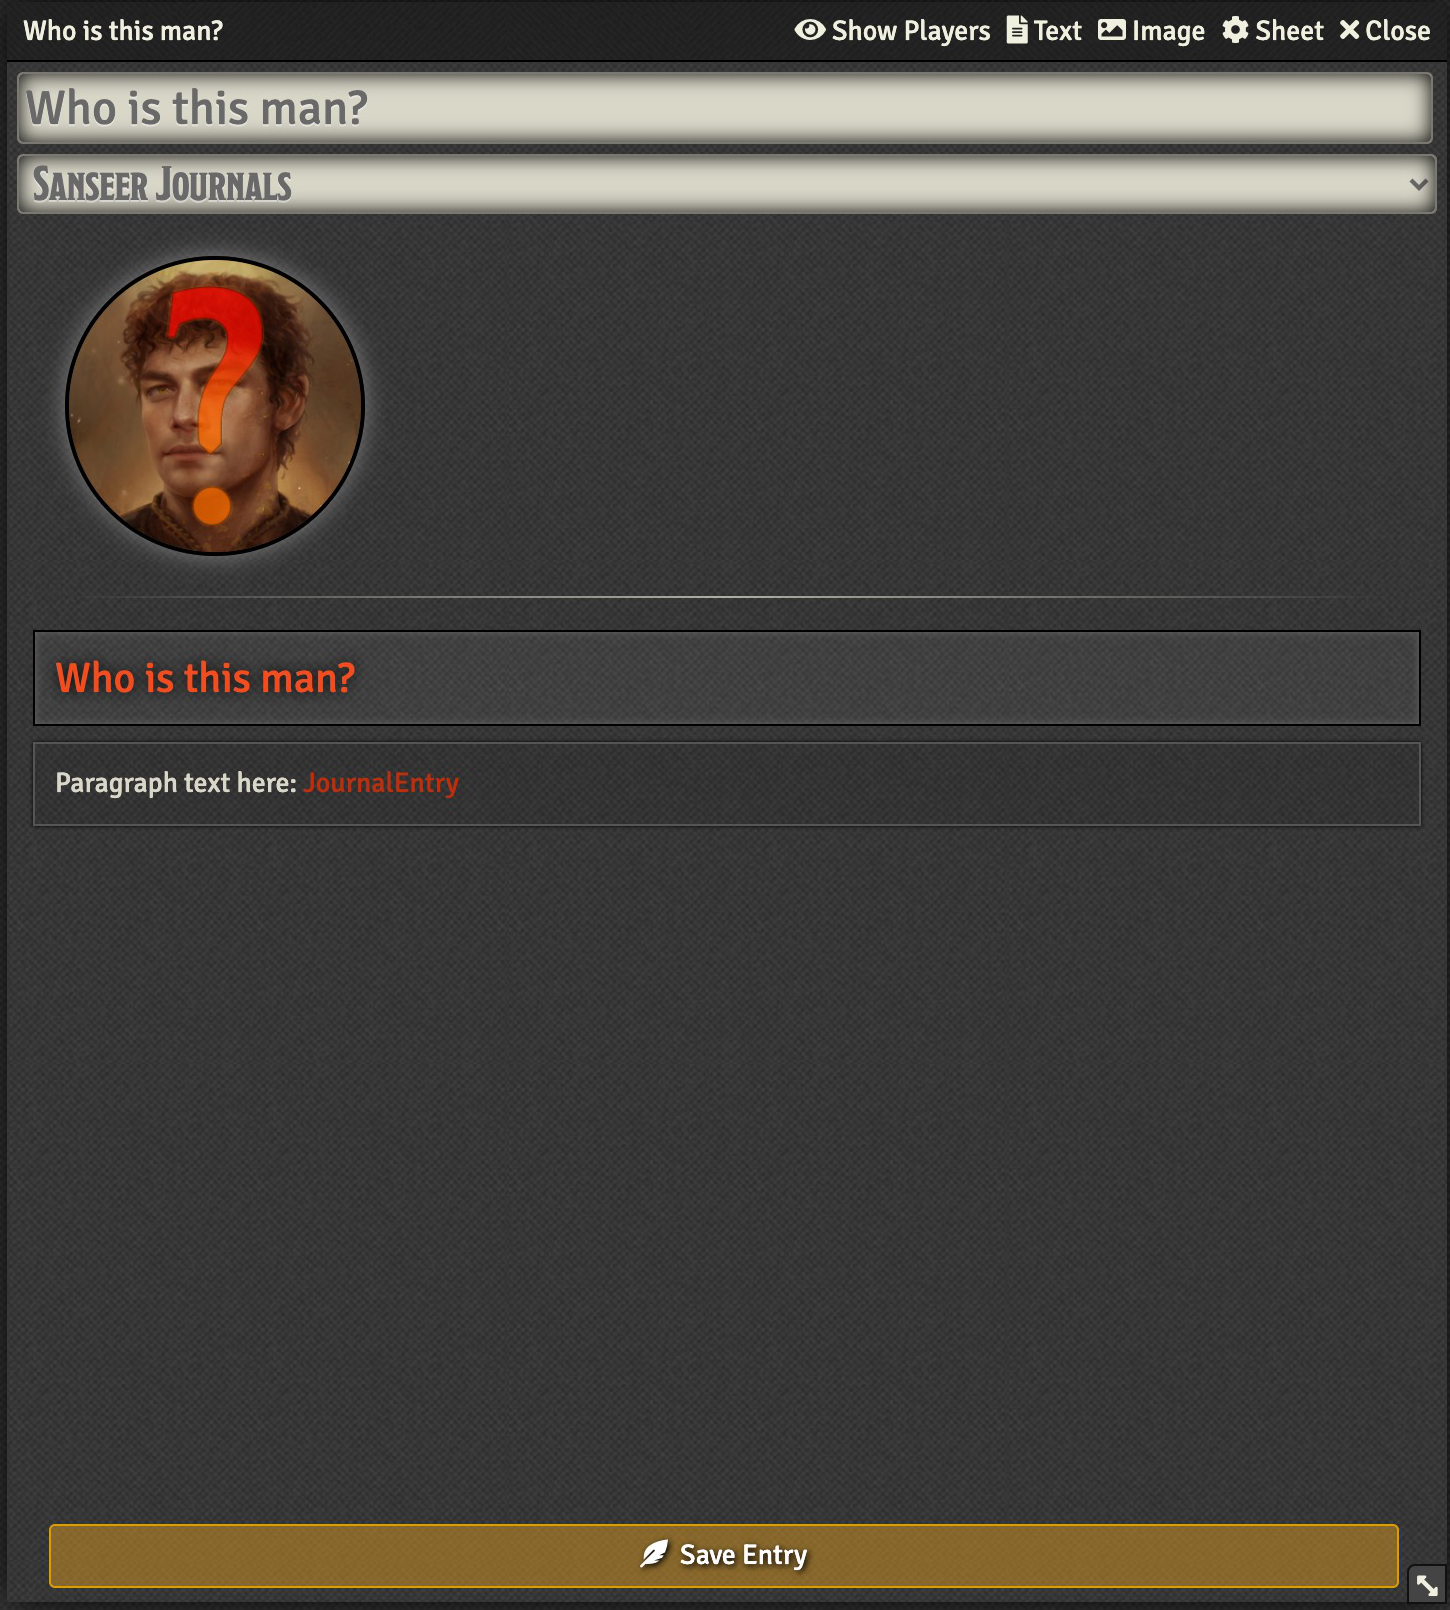 Who is this man?
Show Players Text Image Sheet Close
Who is this man?
Sanseer Journals
?
Who is this man?
Paragraph text here: JournalEntry
Save Entry